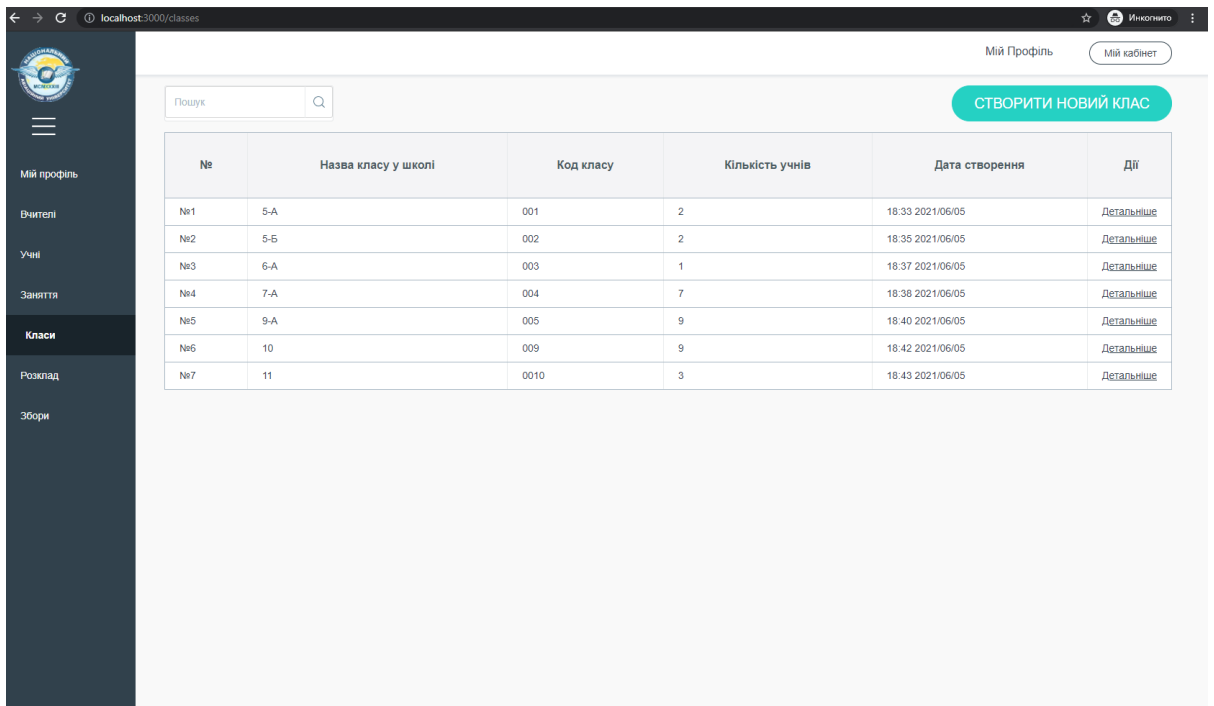 localhost:3000/classes
Инкогнито
Мій Профіль
Мій кабінет
НАЦІОНАЛЬНИЙ
MCMXXXIII
АВІАЦІЙНИЙ УНІВЕРСИТЕТ
Мій профіль
Вчителі
Учні
Заняття
Класи
Розклад
Збори
Пошук
СТВОРИТИ НОВИЙ КЛАС
№ Назва класу у школі Код класу Кількість учнів Дата створення Дії
№1 5-А 001 2 18:33 2021/06/05 Детальніше
№2 5-Б 002 2 18:35 2021/06/05 Детальніше
№3 6-А 003 1 18:37 2021/06/05 Детальніше
№4 7-А 004 7 18:38 2021/06/05 Детальніше
№5 9-А 005 9 18:40 2021/06/05 Детальніше
№6 10 009 9 18:42 2021/06/05 Детальніше
№7 11 0010 3 18:43 2021/06/05 Детальніше